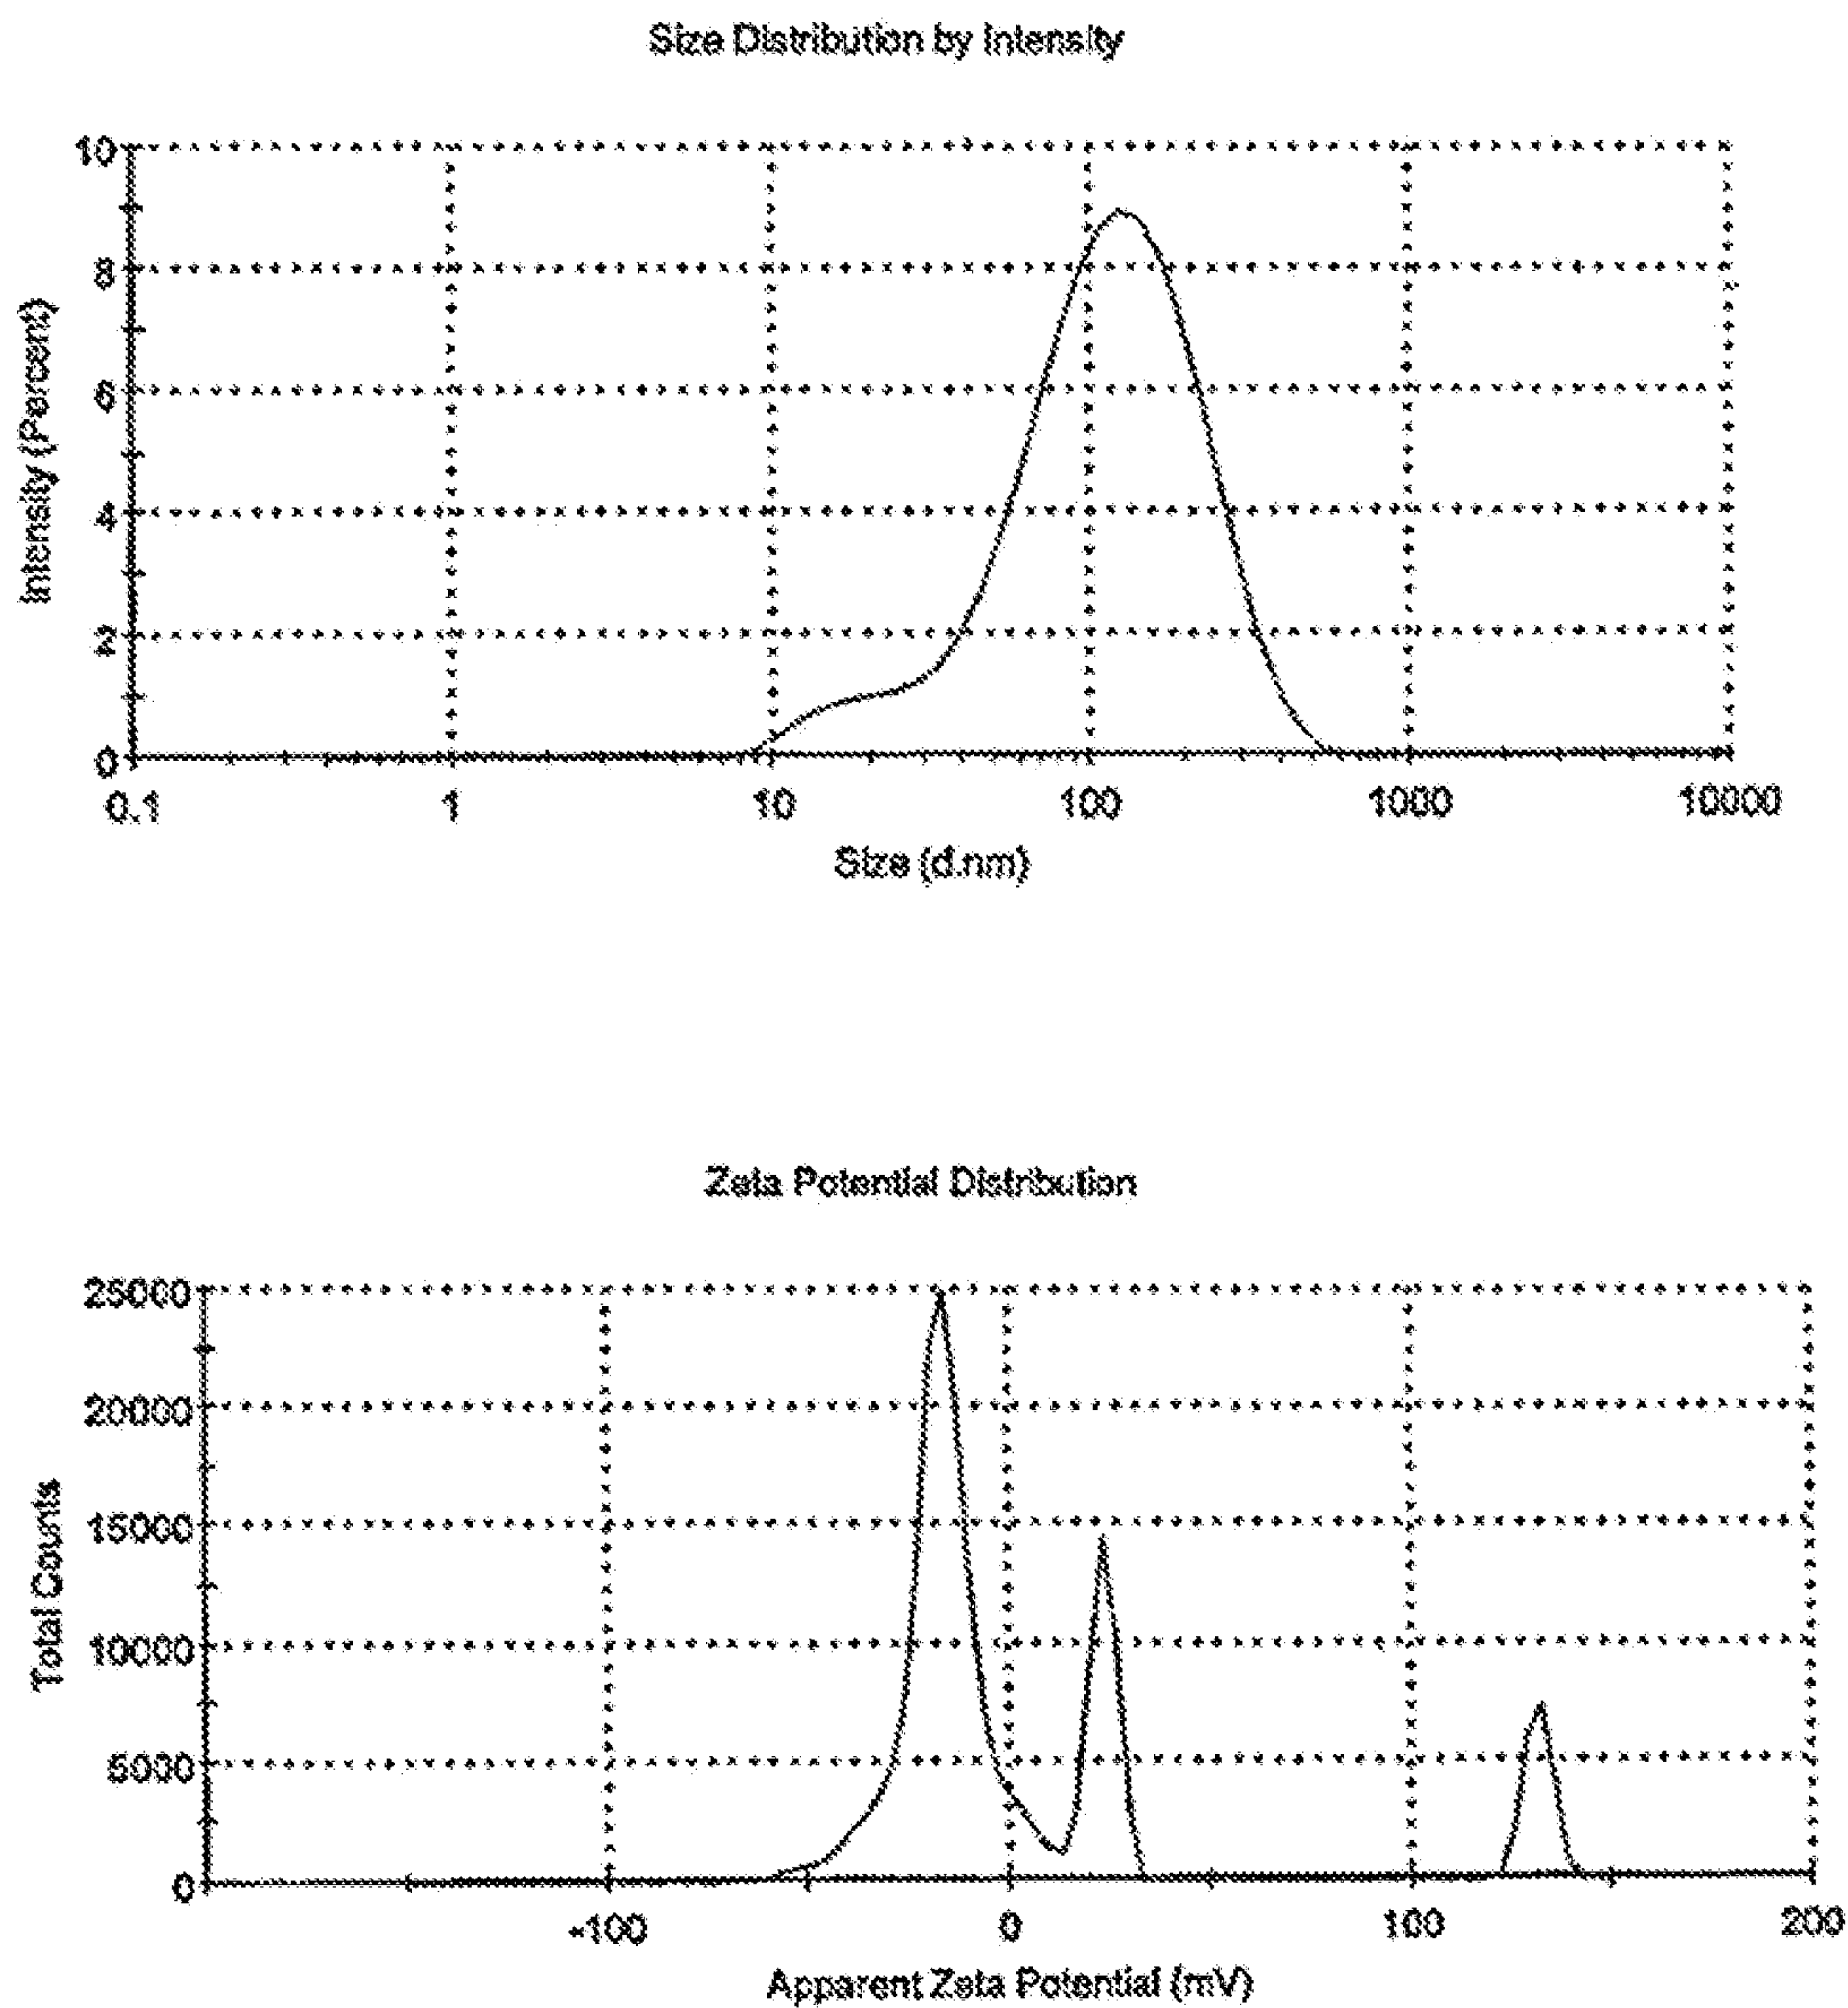 Size Distribution by Intensity
10
8
6
4
2
0
Intensity (Percent)
0.1 1 10 100 1000 10000
Size (d.nm)
Zeta Potential Distribution
25000
20000
15000
10000
5000
0
Total Counts
-100 0 100 200
Apparent Zeta Potential (mV)